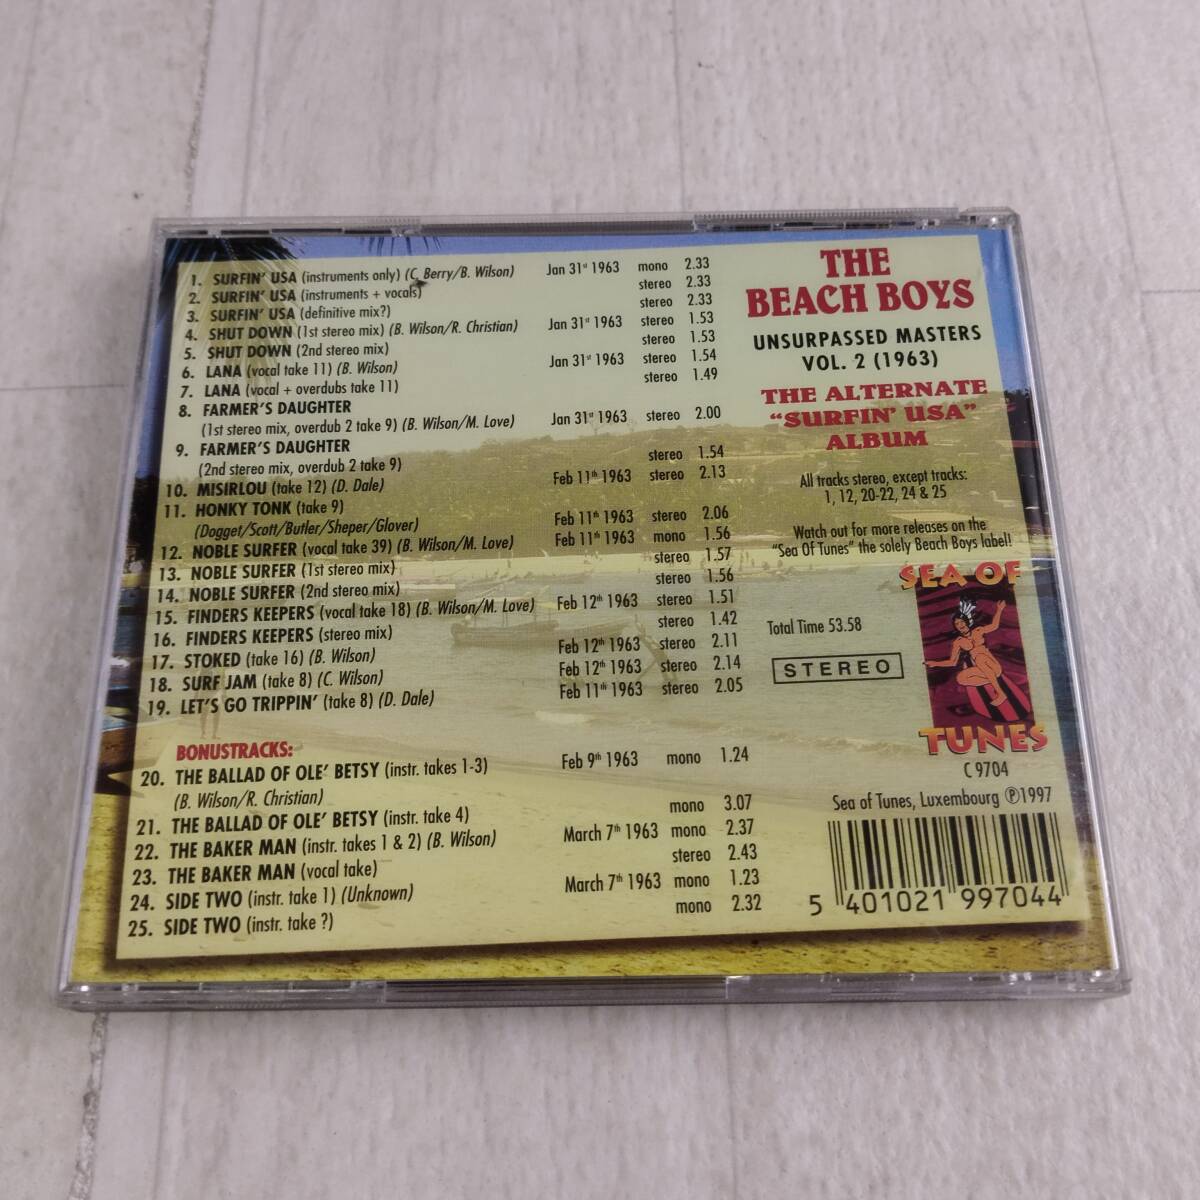 1. SURFIN' USA (instruments only) (C. Berry/B. Wilson) Jan 31st 1963 mono 2.33
2. SURFIN' USA (instruments + vocals) stereo 2.33
3. SURFIN' USA (definitive mix?) stereo 2.33
4. SHUT DOWN (1st stereo mix) (B. Wilson/R. Christian) Jan 31st 1963 stereo 1.53
5. SHUT DOWN (2nd stereo mix) stereo 1.53
6. LANA (vocal take 11) (B. Wilson) Jan 31st 1963 stereo 1.54
7. LANA (vocal + overdubs take 11) stereo 1.49
8. FARMER'S DAUGHTER
(1st stereo mix, overdub 2 take 9) (B. Wilson/M. Love) Jan 31st 1963 stereo 2.00
9. FARMER'S DAUGHTER
(2nd stereo mix, overdub 2 take 9) stereo 1.54
10. MISIRLOU (take 12) (D. Dale) Feb 11th 1963 stereo 2.13
11. HONKY TONK (take 9)
(Dogget/Scott/Butler/Sheper/Glover) Feb 11th 1963 stereo 2.06
12. NOBLE SURFER (vocal take 39) (B. Wilson/M. Love) Feb 11th 1963 mono 1.56
13. NOBLE SURFER (1st stereo mix) stereo 1.57
14. NOBLE SURFER (2nd stereo mix) stereo 1.56
15. FINDERS KEEPERS (vocal take 18) (B. Wilson/M. Love) Feb 12th 1963 stereo 1.51
16. FINDERS KEEPERS (stereo mix) stereo 1.42
17. STOKED (take 16) (B. Wilson) Feb 12th 1963 stereo 2.11
18. SURF JAM (take 8) (C. Wilson) Feb 12th 1963 stereo 2.14
19. LET'S GO TRIPPIN' (take 8) (D. Dale) Feb 11th 1963 stereo 2.05
BONUSTRACKS:
20. THE BALLAD OF OLE' BETSY (instr. takes 1-3) Feb 9th 1963 mono 1.24
(B. Wilson/R. Christian)
21. THE BALLAD OF OLE' BETSY (instr. take 4) mono 3.07
22. THE BAKER MAN (instr. takes 1 & 2) (B. Wilson) March 7th 1963 mono 2.37
23. THE BAKER MAN (vocal take) stereo 2.43
24. SIDE TWO (instr. take 1) (Unknown) March 7th 1963 mono 1.23
25. SIDE TWO (instr. take ?) mono 2.32
THE
BEACH BOYS
UNSURPASSED MASTERS
VOL. 2 (1963)
THE ALTERNATE
"SURFIN' USA"
ALBUM
All tracks stereo, except tracks:
1, 12, 20-22, 24 & 25
Watch out for more releases on the
"Sea Of Tunes" the solely Beach Boys label!
SEA OF
Total Time 53.58
STEREO
TUNES
C 9704
Sea of Tunes, Luxembourg ℗1997
5 401021 997044